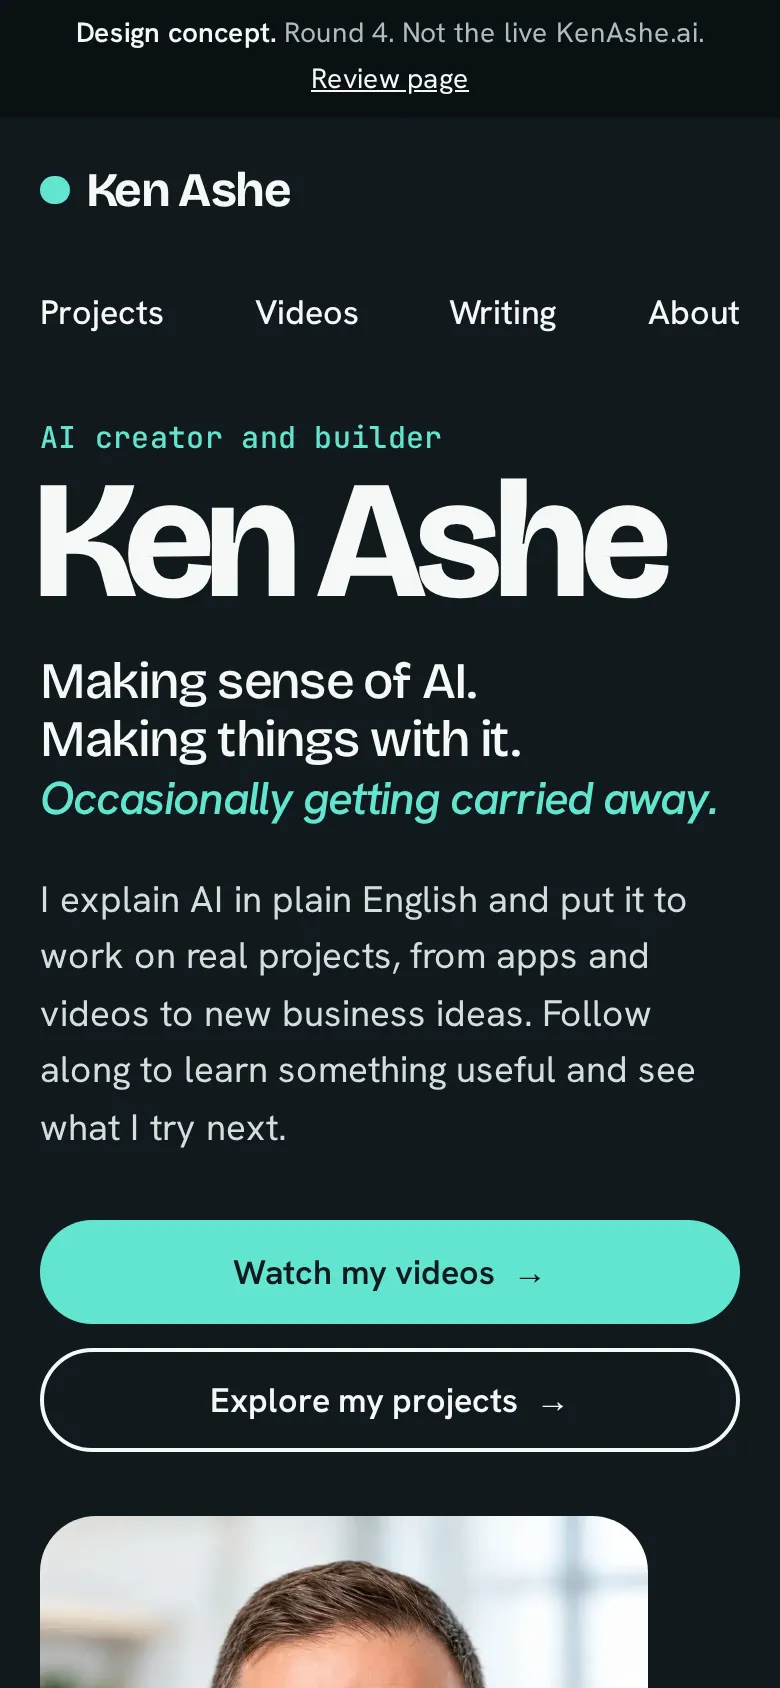 Design concept. Round 4. Not the live KenAshe.ai.
Review page
Ken Ashe
Projects Videos Writing About
AI creator and builder
Ken Ashe
Making sense of AI.
Making things with it.
Occasionally getting carried away.
I explain AI in plain English and put it to
work on real projects, from apps and
videos to new business ideas. Follow
along to learn something useful and see
what I try next.
Watch my videos →
Explore my projects →